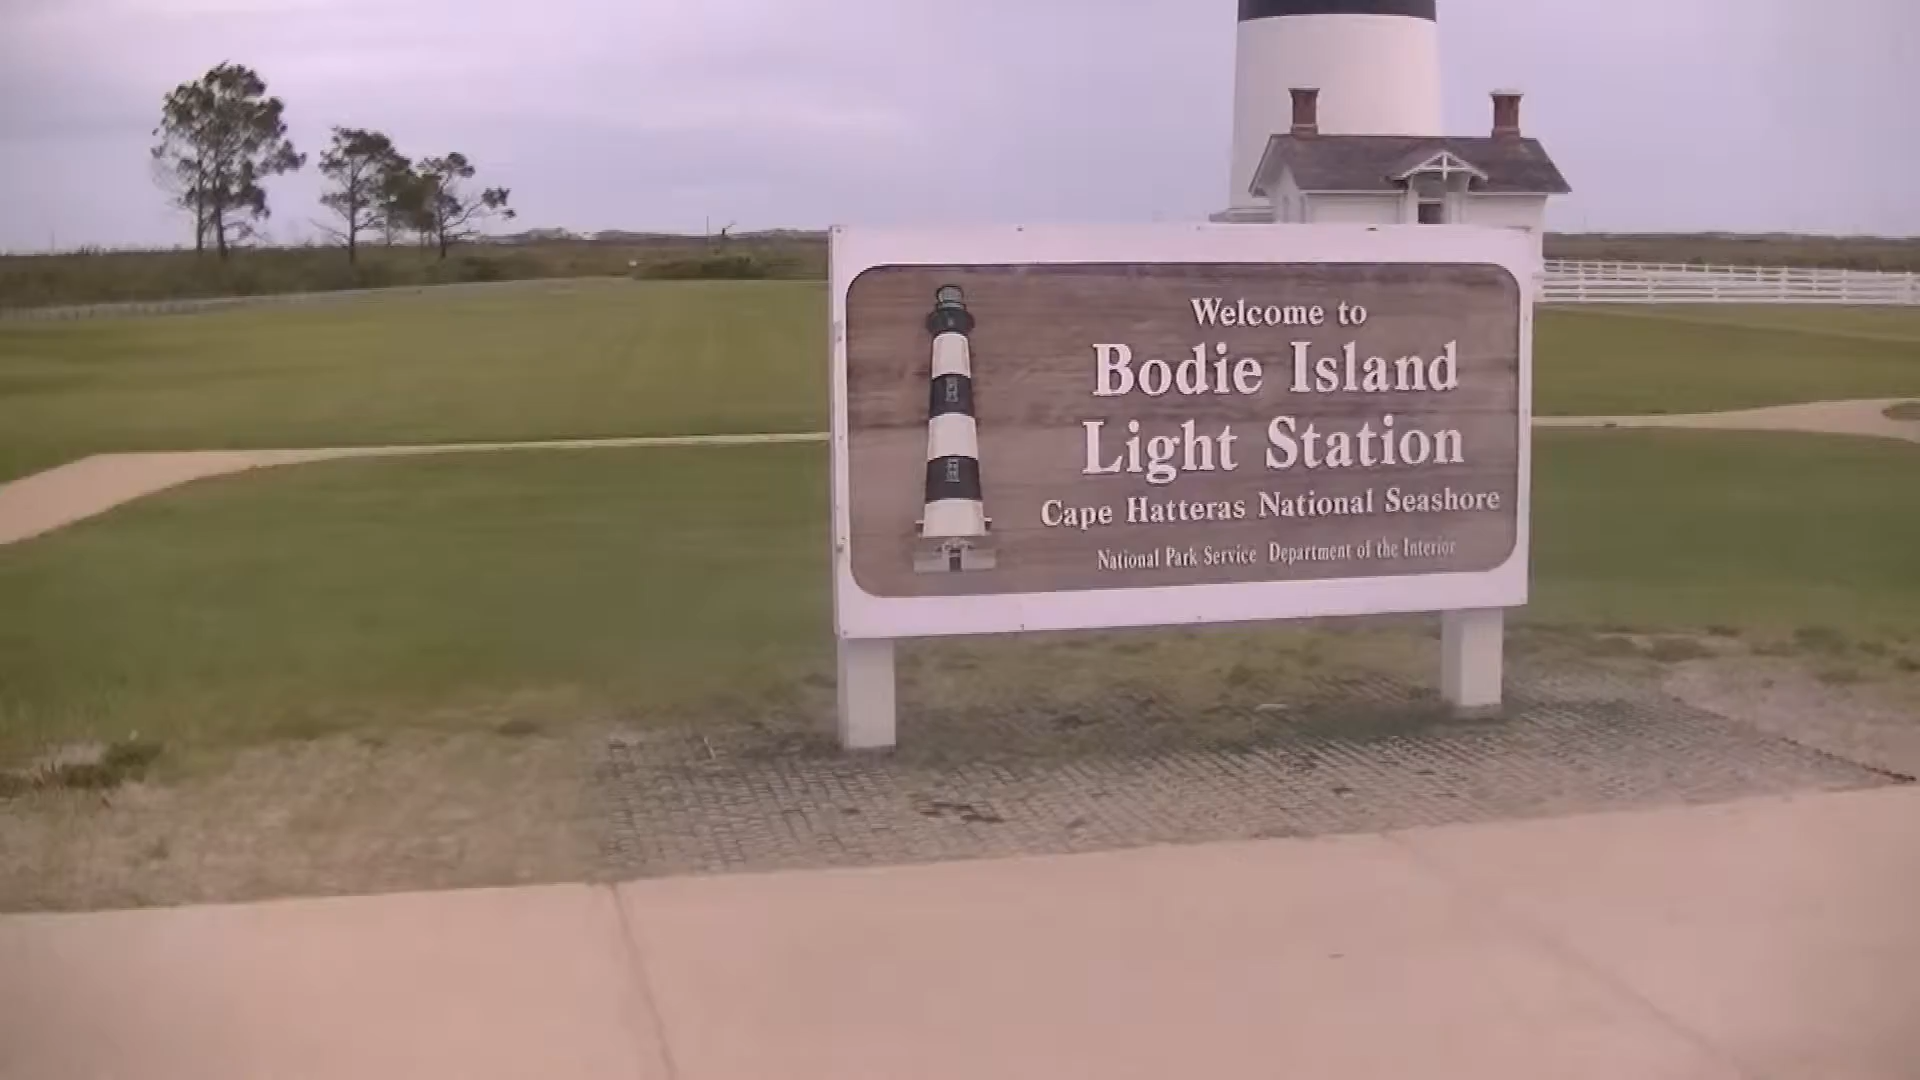 Welcome to
Bodie Island
Light Station
Cape Hatteras National Seashore
National Park Service Department of the Interior